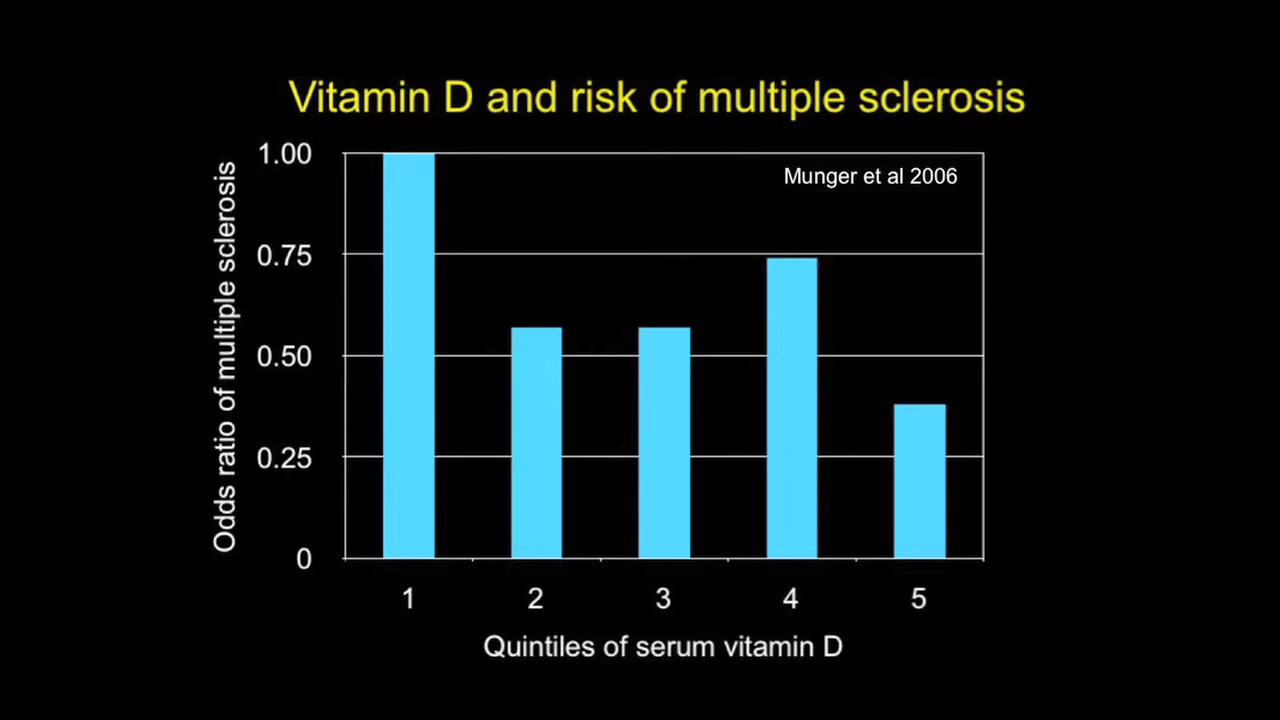 Vitamin D and risk of multiple sclerosis
Munger et al 2006
Odds ratio of multiple sclerosis
1.00
0.75
0.50
0.25
0
1 2 3 4 5
Quintiles of serum vitamin D